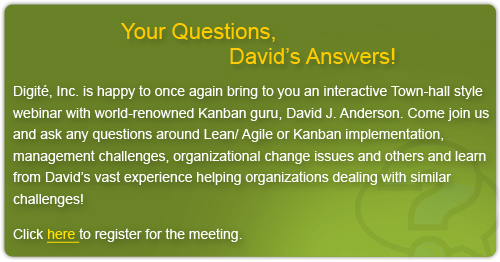 Your Questions,
David's Answers!
Digité, Inc. is happy to once again bring to you an interactive Town-hall style
webinar with world-renowned Kanban guru, David J. Anderson. Come join us
and ask any questions around Lean/ Agile or Kanban implementation,
management challenges, organizational change issues and others and learn
from David's vast experience helping organizations dealing with similar
challenges!
Click here to register for the meeting.